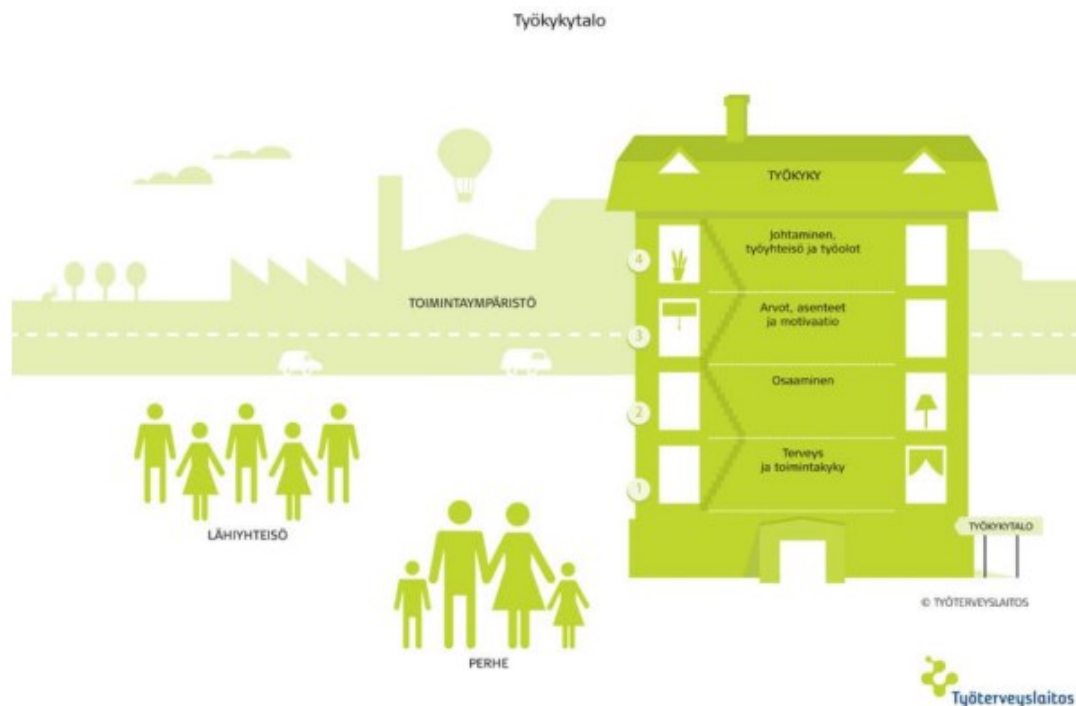 Työkykytalo
TYÖKYKY
4
Johtaminen,
työyhteisö ja työolot
TOIMINTAYMPÄRISTÖ
3
Arvot, asenteet
ja motivaatio
2
Osaaminen
1
Terveys
ja toimintakyky
LÄHIYHTEISÖ
TYÖKYKYTALO
PERHE
© TYÖTERVEYSLAITOS
Työterveyslaitos